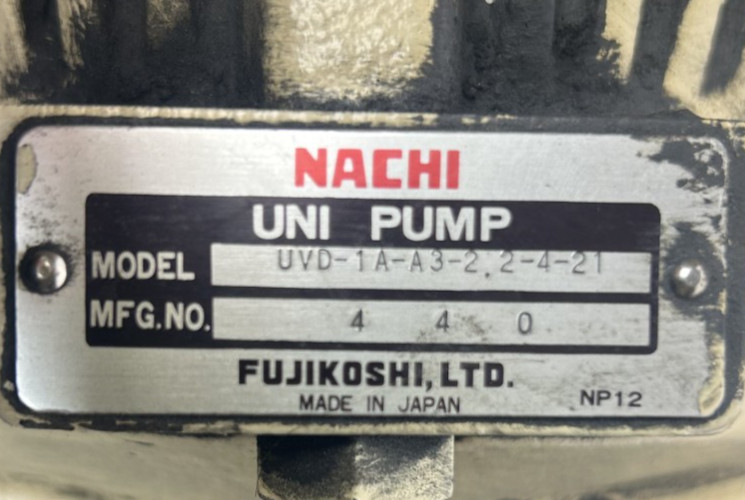 NACHI
UNI PUMP
MODEL UVD-1A-A3-2.2-4-21
MFG.NO. 4 4 0
FUJIKOSHI, LTD.
MADE IN JAPAN NP12